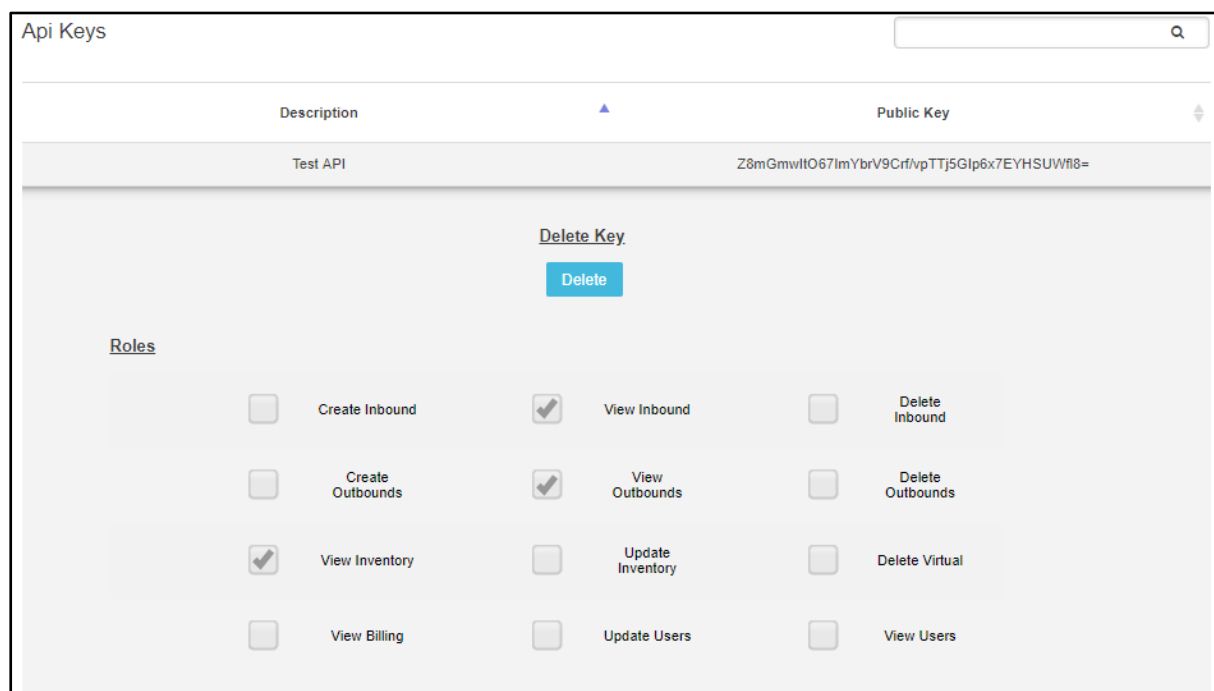 Api Keys
Description Public Key
Test API Z8mGmwItO67ImYbrV9Crf/vpTTj5GIp6x7EYHSUWfI8=
Delete Key
Delete
Roles
Create Inbound View Inbound Delete
Inbound
Create
Outbounds View
Outbounds Delete
Outbounds
View Inventory Update
Inventory Delete Virtual
View Billing Update Users View Users